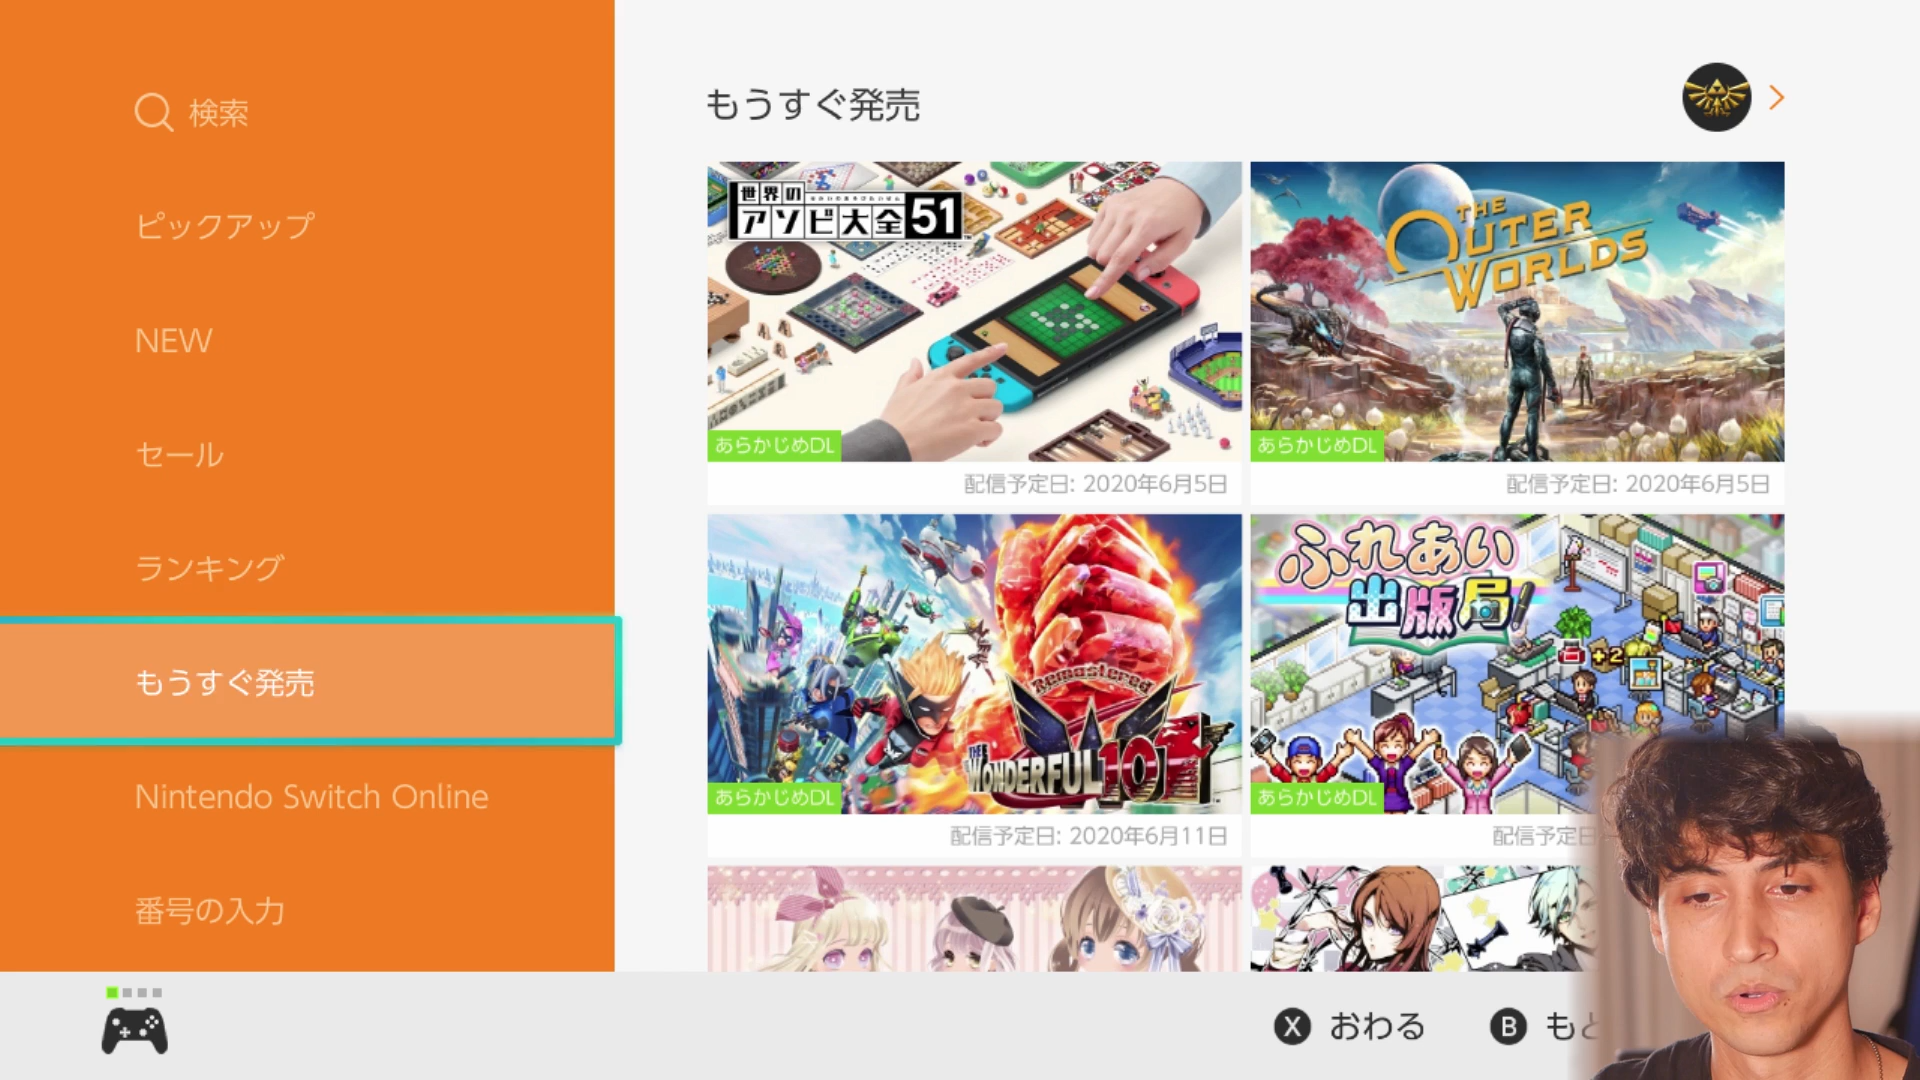 検索
ピックアップ
NEW
セール
ランキング
もうすぐ発売
Nintendo Switch Online
番号の入力
もうすぐ発売
世界の
アソビ大全51
あらかじめDL
配信予定日: 2020年6月5日
THE
OUTER
WORLDS
あらかじめDL
配信予定日: 2020年6月5日
Remastered
THE
WONDERFUL 101
あらかじめDL
配信予定日: 2020年6月11日
ふれあい
出版局
+2
あらかじめDL
配信予定日
X おわる
B もど